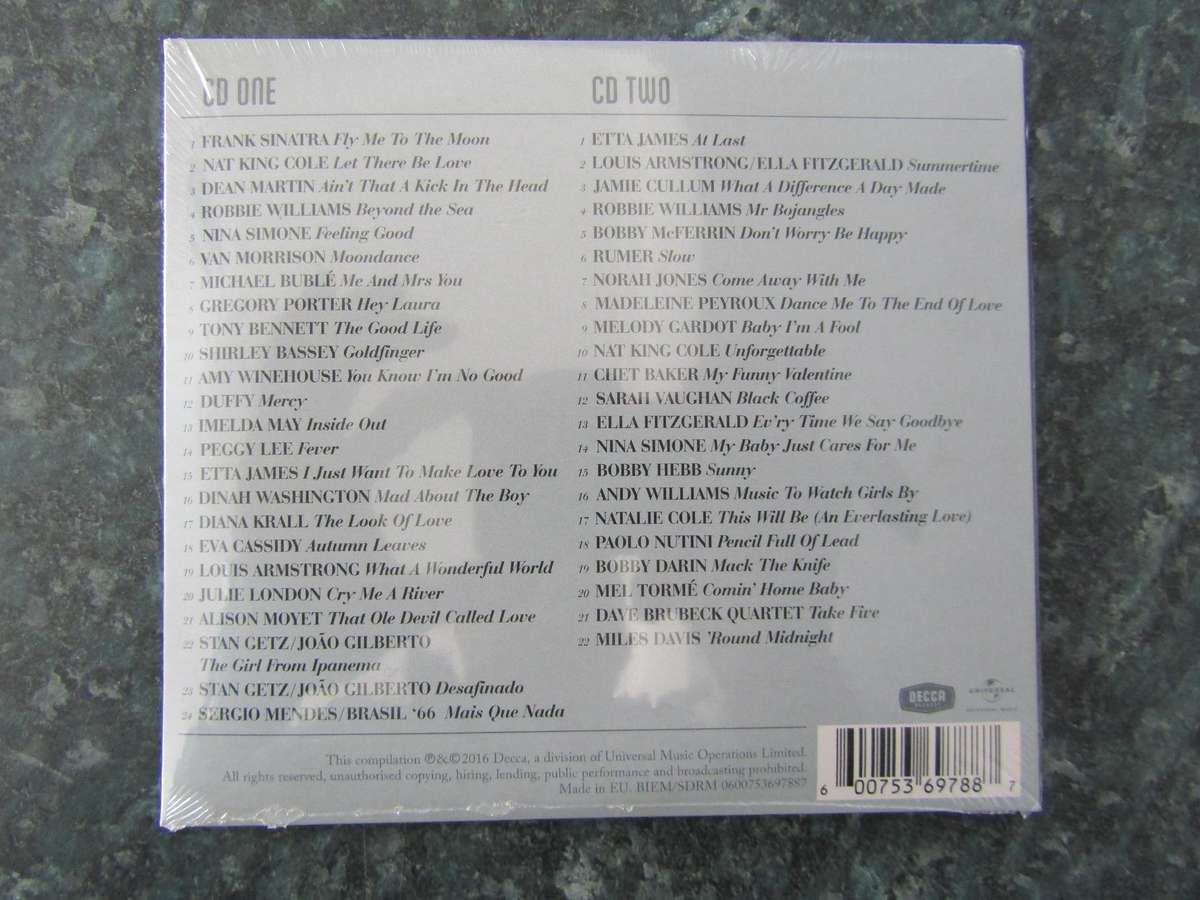 CD ONE
1 FRANK SINATRA Fly Me To The Moon
2 NAT KING COLE Let There Be Love
3 DEAN MARTIN Ain't That A Kick In The Head
4 ROBBIE WILLIAMS Beyond the Sea
5 NINA SIMONE Feeling Good
6 VAN MORRISON Moondance
7 MICHAEL BUBLÉ Me And Mrs You
8 GREGORY PORTER Hey Laura
9 TONY BENNETT The Good Life
10 SHIRLEY BASSEY Goldfinger
11 AMY WINEHOUSE You Know I'm No Good
12 DUFFY Mercy
13 IMELDA MAY Inside Out
14 PEGGY LEE Fever
15 ETTA JAMES I Just Want To Make Love To You
16 DINAH WASHINGTON Mad About The Boy
17 DIANA KRALL The Look Of Love
18 EVA CASSIDY Autumn Leaves
19 LOUIS ARMSTRONG What A Wonderful World
20 JULIE LONDON Cry Me A River
21 ALISON MOYET That Ole Devil Called Love
22 STAN GETZ/JOÃO GILBERTO
The Girl From Ipanema
23 STAN GETZ/JOÃO GILBERTO Desafinado
24 SERGIO MENDES/BRASIL '66 Mais Que Nada
CD TWO
1 ETTA JAMES At Last
2 LOUIS ARMSTRONG/ELLA FITZGERALD Summertime
3 JAMIE CULLUM What A Difference A Day Made
4 ROBBIE WILLIAMS Mr Bojangles
5 BOBBY McFERRIN Don't Worry Be Happy
6 RUMER Slow
7 NORAH JONES Come Away With Me
8 MADELEINE PEYROUX Dance Me To The End Of Love
9 MELODY GARDOT Baby I'm A Fool
10 NAT KING COLE Unforgettable
11 CHET BAKER My Funny Valentine
12 SARAH VAUGHAN Black Coffee
13 ELLA FITZGERALD Ev'ry Time We Say Goodbye
14 NINA SIMONE My Baby Just Cares For Me
15 BOBBY HEBB Sunny
16 ANDY WILLIAMS Music To Watch Girls By
17 NATALIE COLE This Will Be (An Everlasting Love)
18 PAOLO NUTINI Pencil Full Of Lead
19 BOBBY DARIN Mack The Knife
20 MEL TORMÉ Comin' Home Baby
21 DAVE BRUBECK QUARTET Take Five
22 MILES DAVIS 'Round Midnight
DECCA
UNIVERSAL
This compilation ℗&©2016 Decca, a division of Universal Music Operations Limited.
All rights reserved, unauthorised copying, hiring, lending, public performance and broadcasting prohibited.
Made in EU. BIEM/SDRM 0600753697887
6 00753 69788 7